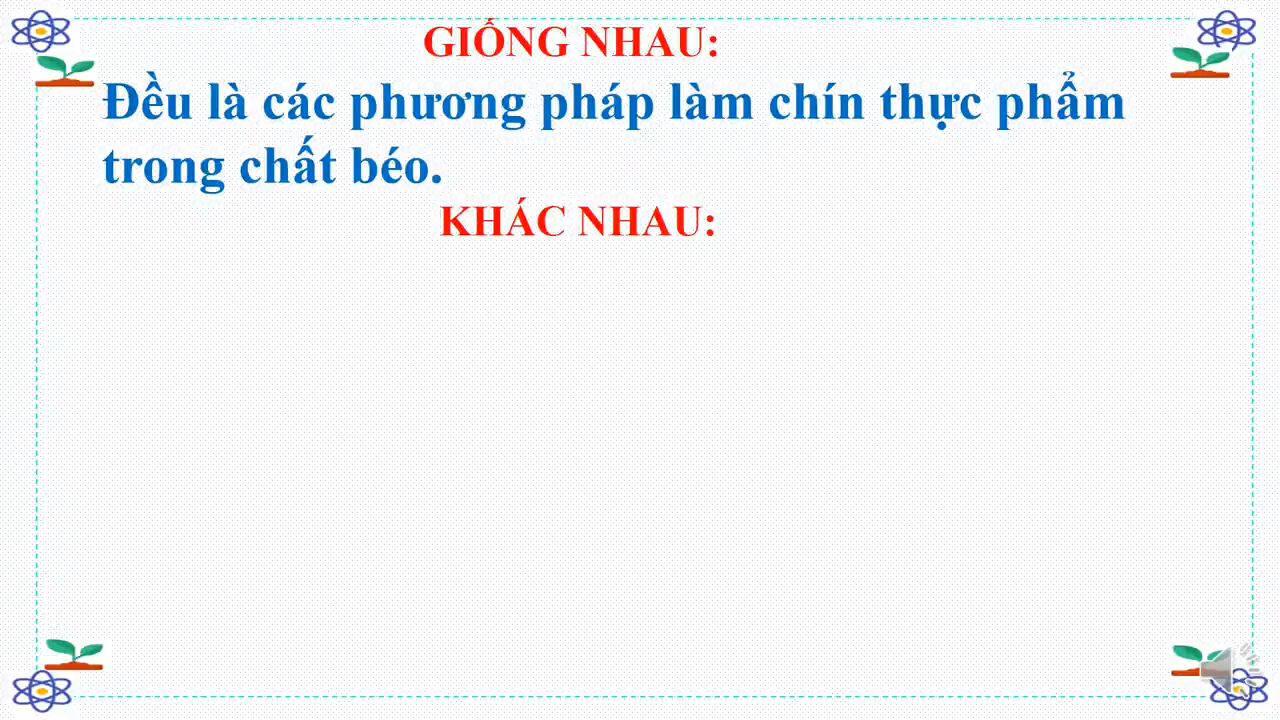 GIỐNG NHAU:
Đều là các phương pháp làm chín thực phẩm
trong chất béo.
KHÁC NHAU: